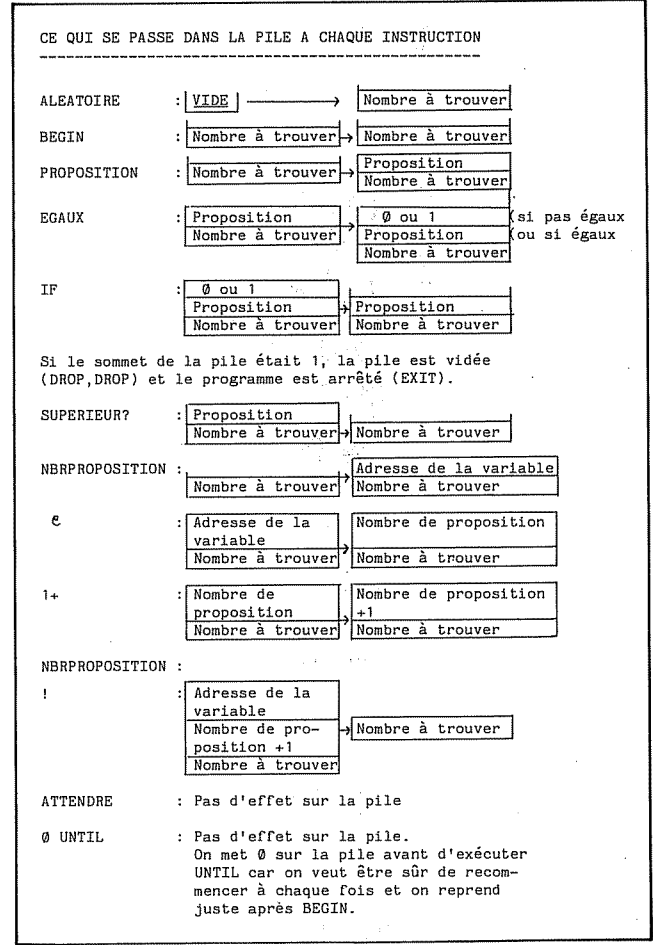 CE QUI SE PASSE DANS LA PILE A CHAQUE INSTRUCTION
ALEATOIRE : VIDE Nombre à trouver
BEGIN : Nombre à trouver Nombre à trouver
PROPOSITION : Nombre à trouver Proposition
Nombre à trouver
EGAUX : Proposition Ø ou 1 (si pas égaux
Nombre à trouver Proposition (ou si égaux
Nombre à trouver
IF : Ø ou 1
Proposition Proposition
Nombre à trouver Nombre à trouver
Si le sommet de la pile était 1, la pile est vidée
(DROP,DROP) et le programme est arrêté (EXIT).
SUPERIEUR? : Proposition
Nombre à trouver Nombre à trouver
NBRPROPOSITION : Adresse de la variable
Nombre à trouver Nombre à trouver
@ : Adresse de la Nombre de proposition
variable
Nombre à trouver Nombre à trouver
1+ : Nombre de Nombre de proposition
proposition +1
Nombre à trouver Nombre à trouver
NBRPROPOSITION :
! : Adresse de la
variable
Nombre de pro- Nombre à trouver
position +1
Nombre à trouver
ATTENDRE : Pas d'effet sur la pile
Ø UNTIL : Pas d'effet sur la pile.
On met Ø sur la pile avant d'exécuter
UNTIL car on veut être sûr de recom-
mencer à chaque fois et on reprend
juste après BEGIN.